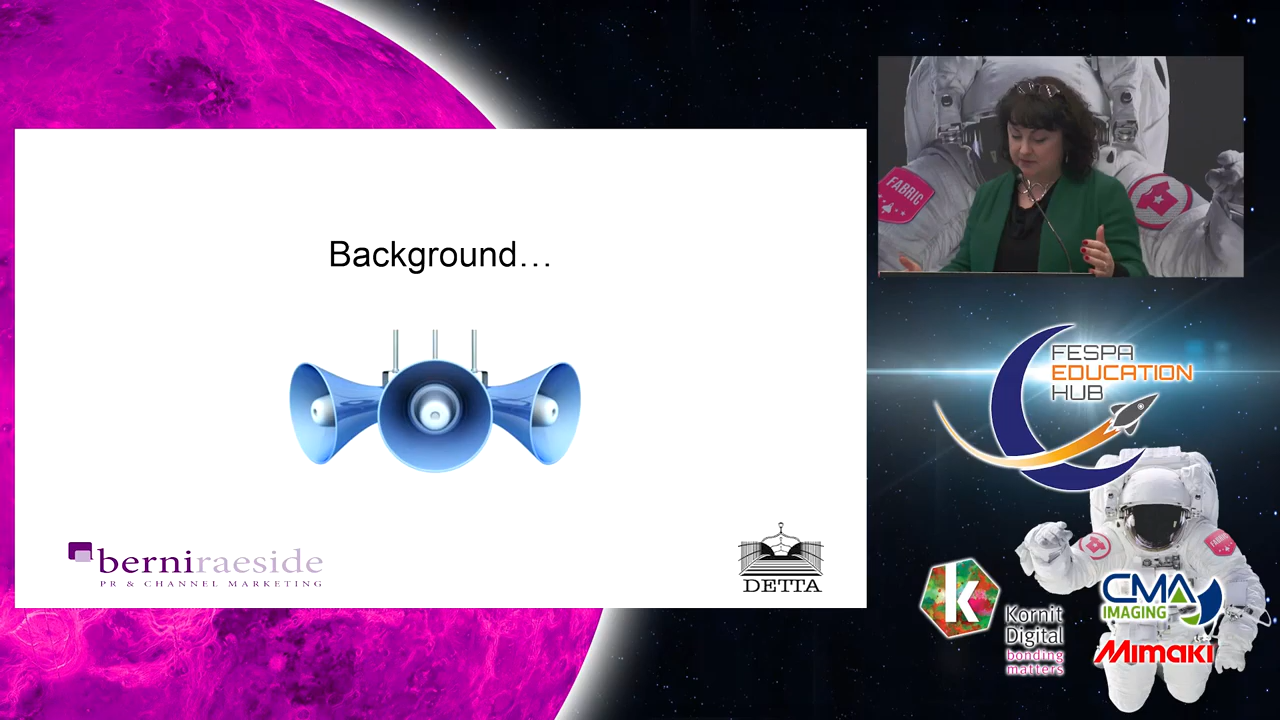 Background…
berniraeside
PR & CHANNEL MARKETING
DETTA
FABRIC
FESPA
EDUCATION
HUB
k
Kornit
Digital
bonding
matters
CMA
IMAGING
Mimaki
FABRIC